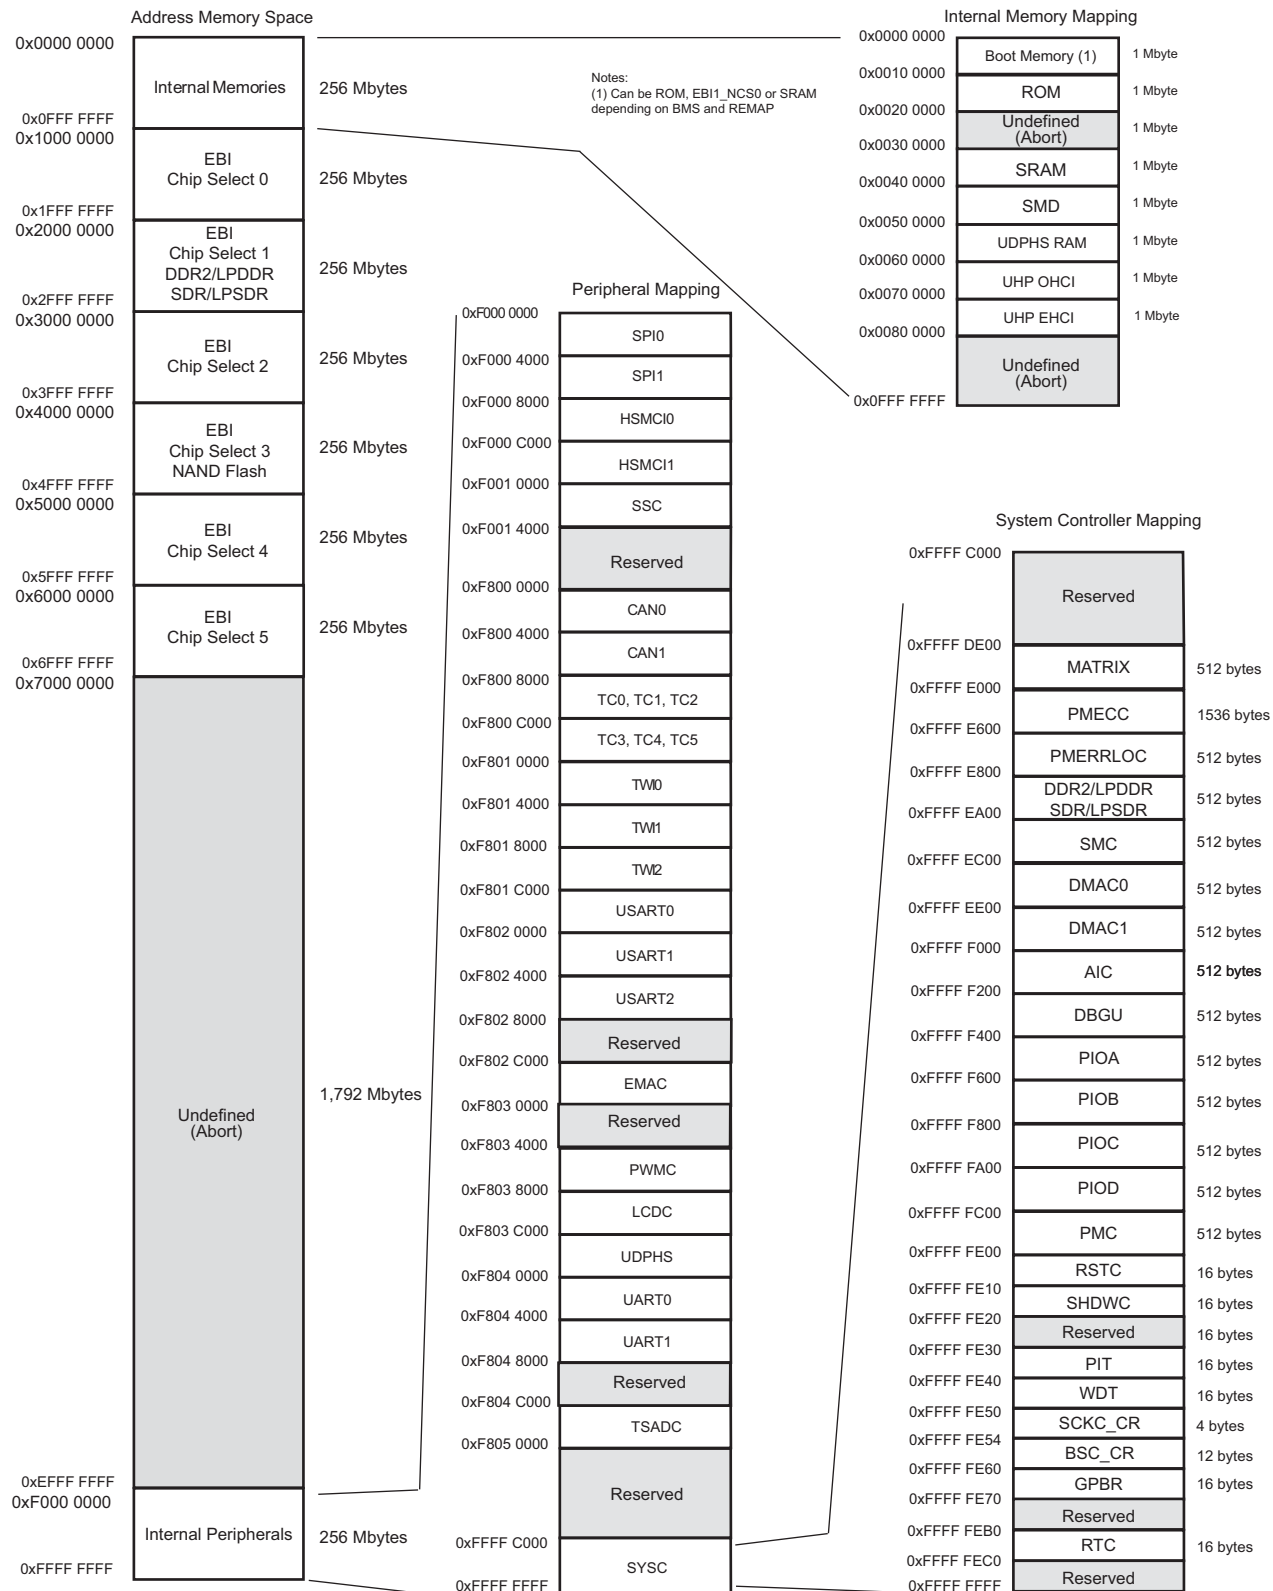 Address Memory Space
0x0000 0000
Internal Memories
256 Mbytes
0x0FFF FFFF
0x1000 0000
EBI
Chip Select 0
256 Mbytes
0x1FFF FFFF
0x2000 0000
EBI
Chip Select 1
DDR2/LPDDR
SDR/LPSDR
256 Mbytes
0x2FFF FFFF
0x3000 0000
EBI
Chip Select 2
256 Mbytes
0x3FFF FFFF
0x4000 0000
EBI
Chip Select 3
NAND Flash
256 Mbytes
0x4FFF FFFF
0x5000 0000
EBI
Chip Select 4
256 Mbytes
0x5FFF FFFF
0x6000 0000
EBI
Chip Select 5
256 Mbytes
0x6FFF FFFF
0x7000 0000
Undefined
(Abort)
1,792 Mbytes
0xEFFF FFFF
0xF000 0000
Internal Peripherals
256 Mbytes
0xFFFF FFFF
Notes:
(1) Can be ROM, EBI1_NCS0 or SRAM
depending on BMS and REMAP
Peripheral Mapping
0xF000 0000
SPI0
0xF000 4000
SPI1
0xF000 8000
HSMCI0
0xF000 C000
HSMCI1
0xF001 0000
SSC
0xF001 4000
Reserved
0xF800 0000
CAN0
0xF800 4000
CAN1
0xF800 8000
TC0, TC1, TC2
0xF800 C000
TC3, TC4, TC5
0xF801 0000
TWI0
0xF801 4000
TWI1
0xF801 8000
TWI2
0xF801 C000
USART0
0xF802 0000
USART1
0xF802 4000
USART2
0xF802 8000
Reserved
0xF802 C000
EMAC
0xF803 0000
Reserved
0xF803 4000
PWMC
0xF803 8000
LCDC
0xF803 C000
UDPHS
0xF804 0000
UART0
0xF804 4000
UART1
0xF804 8000
Reserved
0xF804 C000
TSADC
0xF805 0000
Reserved
0xFFFF C000
SYSC
0xFFFF FFFF
Internal Memory Mapping
0x0000 0000
Boot Memory (1)
1 Mbyte
0x0010 0000
ROM
1 Mbyte
0x0020 0000
Undefined
(Abort)
1 Mbyte
0x0030 0000
SRAM
1 Mbyte
0x0040 0000
SMD
1 Mbyte
0x0050 0000
UDPHS RAM
1 Mbyte
0x0060 0000
UHP OHCI
1 Mbyte
0x0070 0000
UHP EHCI
1 Mbyte
0x0080 0000
Undefined
(Abort)
0x0FFF FFFF
System Controller Mapping
0xFFFF C000
Reserved
0xFFFF DE00
MATRIX
512 bytes
0xFFFF E000
PMECC
1536 bytes
0xFFFF E600
PMERRLOC
512 bytes
0xFFFF E800
DDR2/LPDDR
SDR/LPSDR
512 bytes
0xFFFF EA00
SMC
512 bytes
0xFFFF EC00
DMAC0
512 bytes
0xFFFF EE00
DMAC1
512 bytes
0xFFFF F000
AIC
512 bytes
0xFFFF F200
DBGU
512 bytes
0xFFFF F400
PIOA
512 bytes
0xFFFF F600
PIOB
512 bytes
0xFFFF F800
PIOC
512 bytes
0xFFFF FA00
PIOD
512 bytes
0xFFFF FC00
PMC
512 bytes
0xFFFF FE00
RSTC
16 bytes
0xFFFF FE10
SHDWC
16 bytes
0xFFFF FE20
Reserved
16 bytes
0xFFFF FE30
PIT
16 bytes
0xFFFF FE40
WDT
16 bytes
0xFFFF FE50
SCKC_CR
4 bytes
0xFFFF FE54
BSC_CR
12 bytes
0xFFFF FE60
GPBR
16 bytes
0xFFFF FE70
Reserved
0xFFFF FEB0
RTC
16 bytes
0xFFFF FEC0
Reserved
0xFFFF FFFF